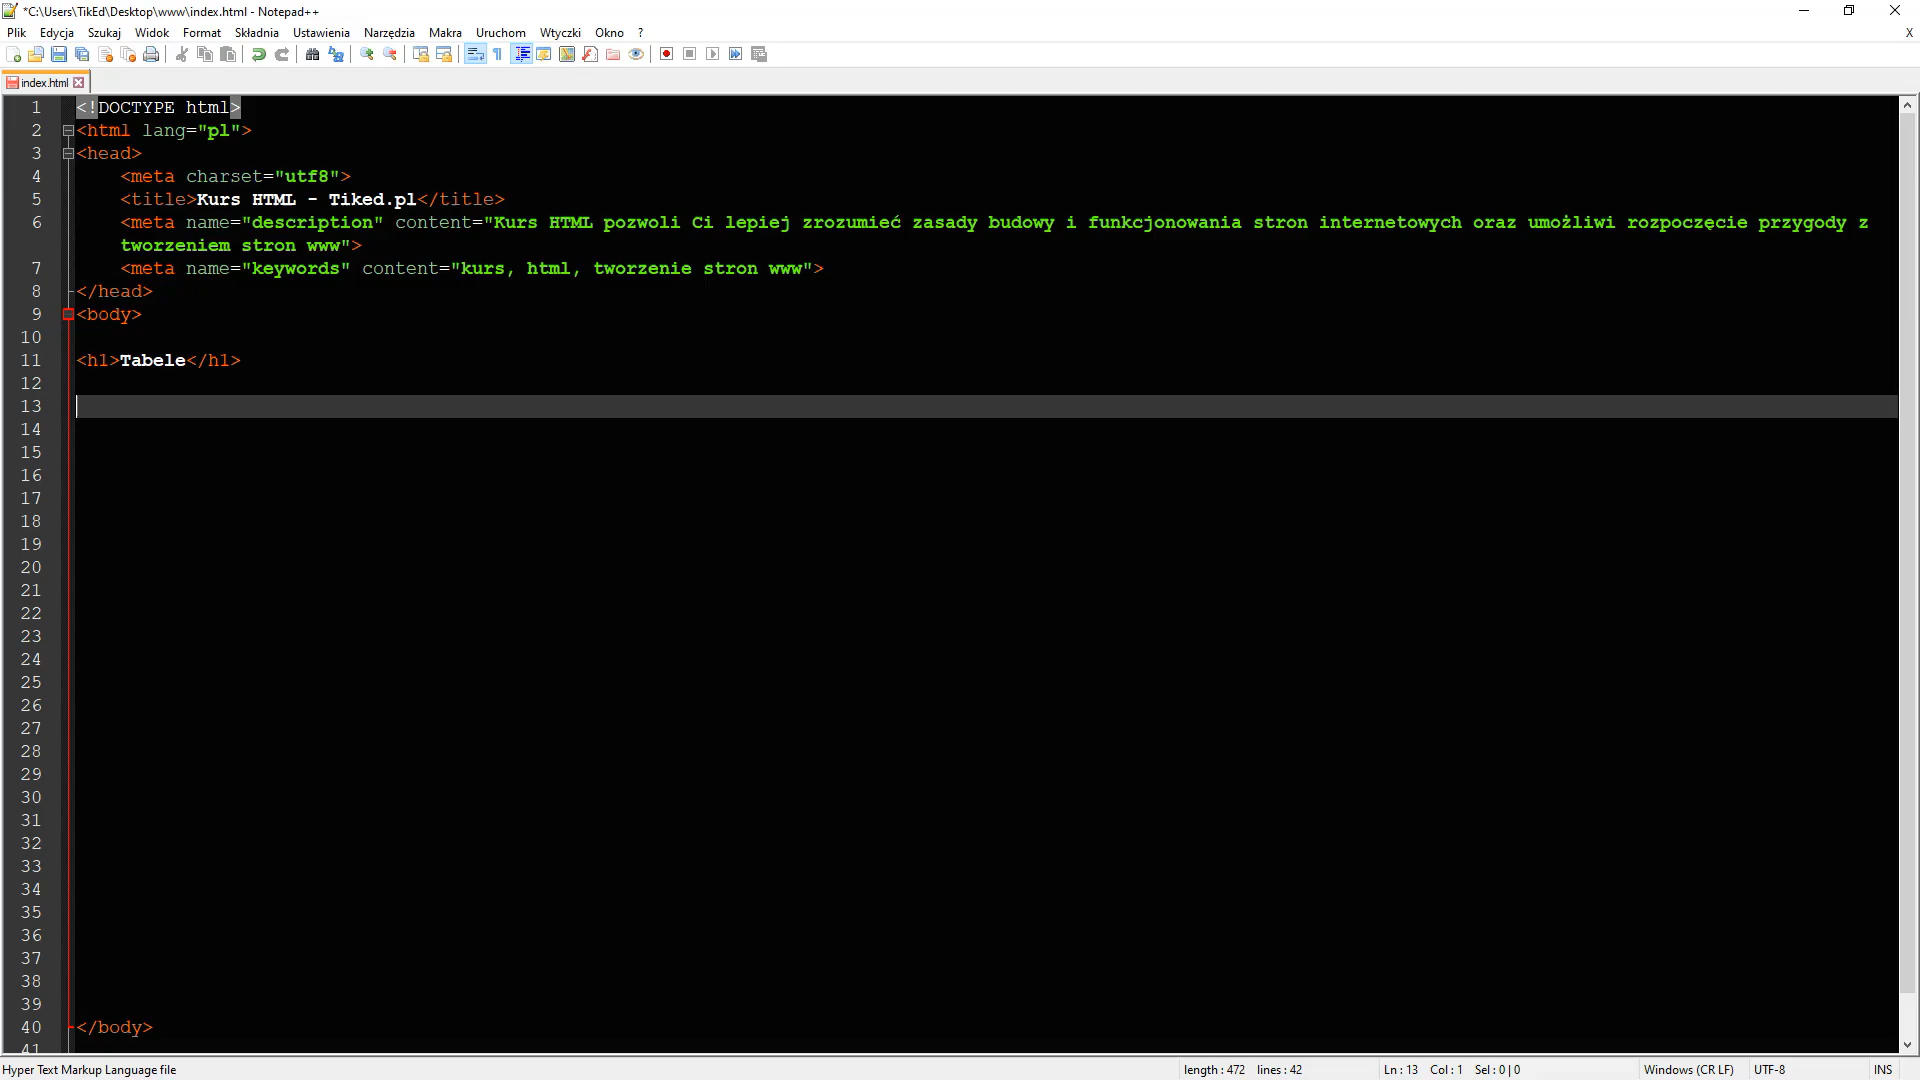 *C:\Users\TikEd\Desktop\www\index.html - Notepad++
Plik Edycja Szukaj Widok Format Składnia Ustawienia Narzędzia Makra Uruchom Wtyczki Okno ? X
index.html
1 <!DOCTYPE html>
2 <html lang="pl">
3 <head>
4 <meta charset="utf8">
5 <title>Kurs HTML - Tiked.pl</title>
6 <meta name="description" content="Kurs HTML pozwoli Ci lepiej zrozumieć zasady budowy i funkcjonowania stron internetowych oraz umożliwi rozpoczęcie przygody z
tworzeniem stron www">
7 <meta name="keywords" content="kurs, html, tworzenie stron www">
8 </head>
9 <body>
10
11 <h1>Tabele</h1>
12
13
14
15
16
17
18
19
20
21
22
23
24
25
26
27
28
29
30
31
32
33
34
35
36
37
38
39
40 </body>
41
Hyper Text Markup Language file length : 472 lines : 42 Ln : 13 Col : 1 Sel : 0 | 0 Windows (CR LF) UTF-8 INS